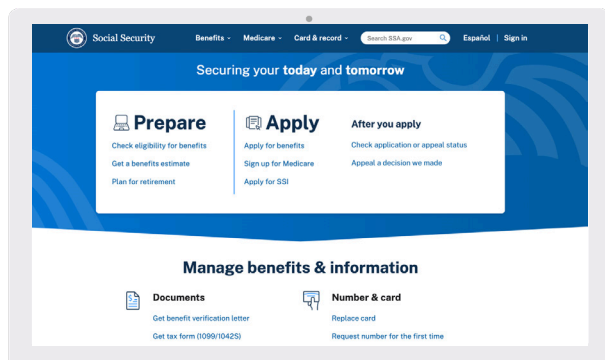 Social Security
Benefits Medicare Card & record Search SSA.gov Español | Sign in
Securing your today and tomorrow
Prepare
Check eligibility for benefits
Get a benefits estimate
Plan for retirement
Apply
Apply for benefits
Sign up for Medicare
Apply for SSI
After you apply
Check application or appeal status
Appeal a decision we made
Manage benefits & information
Documents
Get benefit verification letter
Get tax form (1099/1042S)
Number & card
Replace card
Request number for the first time